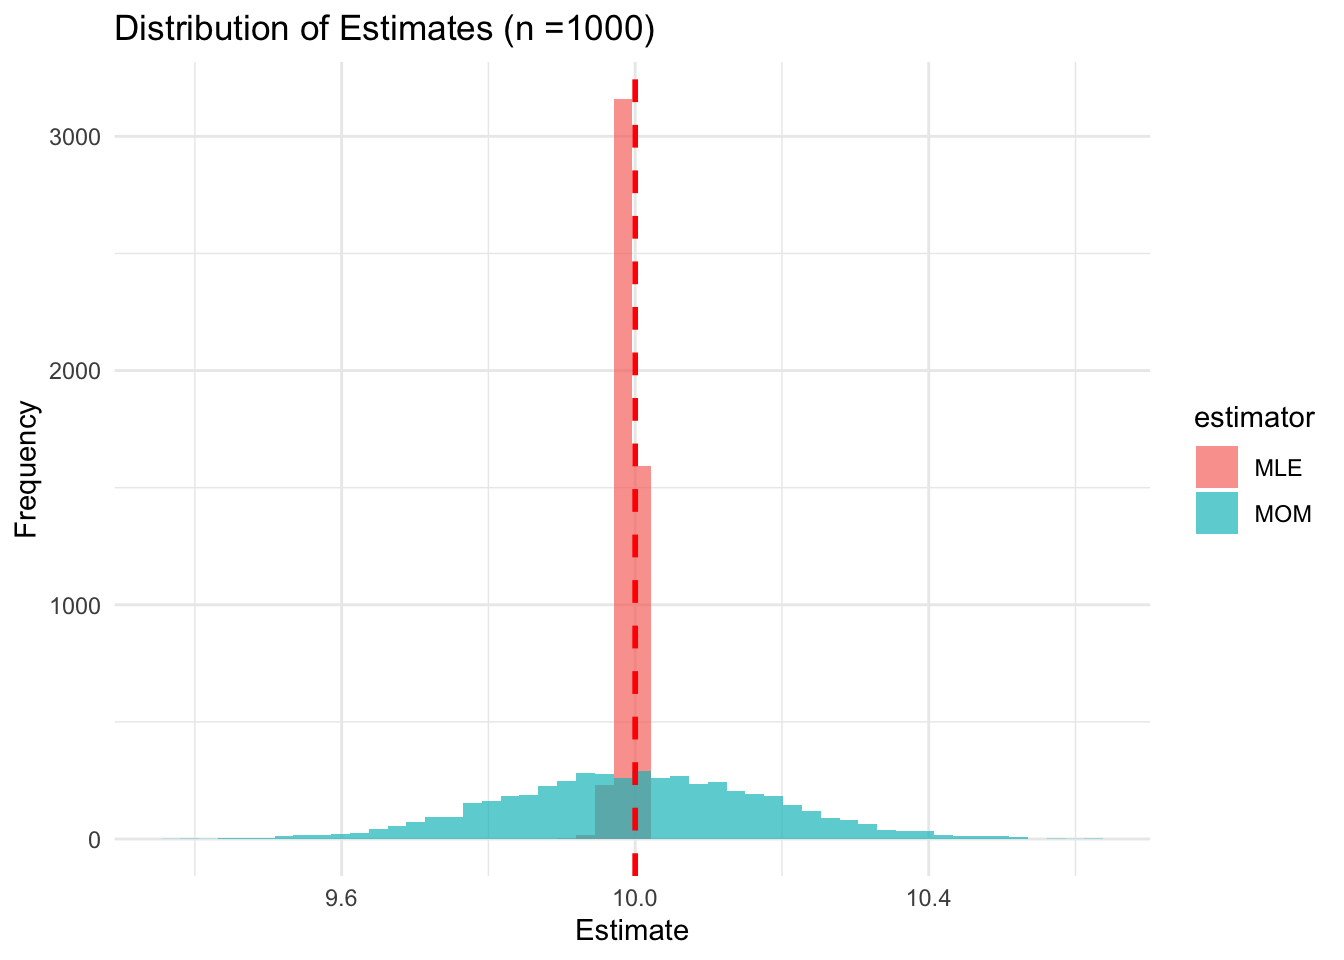 Distribution of Estimates (n =1000)
3000
2000
1000
0
Frequency
9.6
10.0
10.4
Estimate
estimator
MLE
MOM